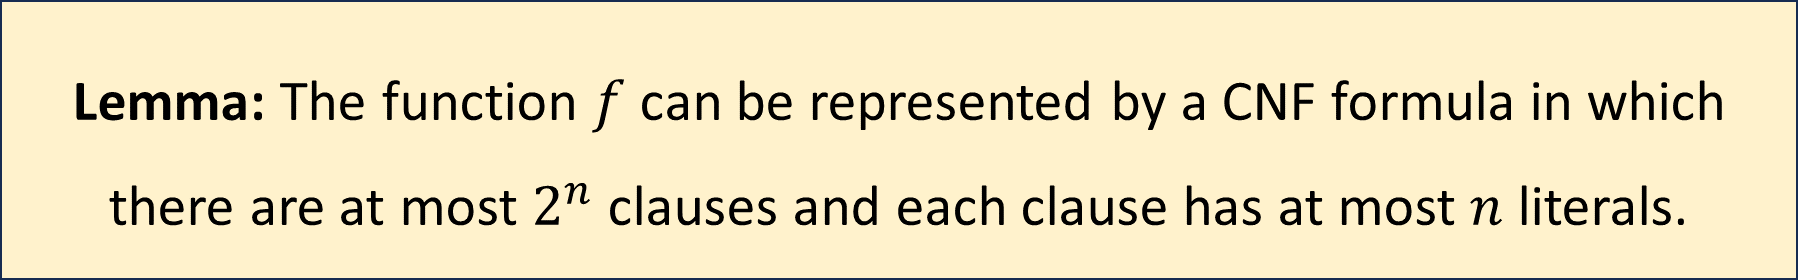 Lemma: The function 𝑓 can be represented by a CNF formula in which
there are at most 2ⁿ clauses and each clause has at most 𝑛 literals.